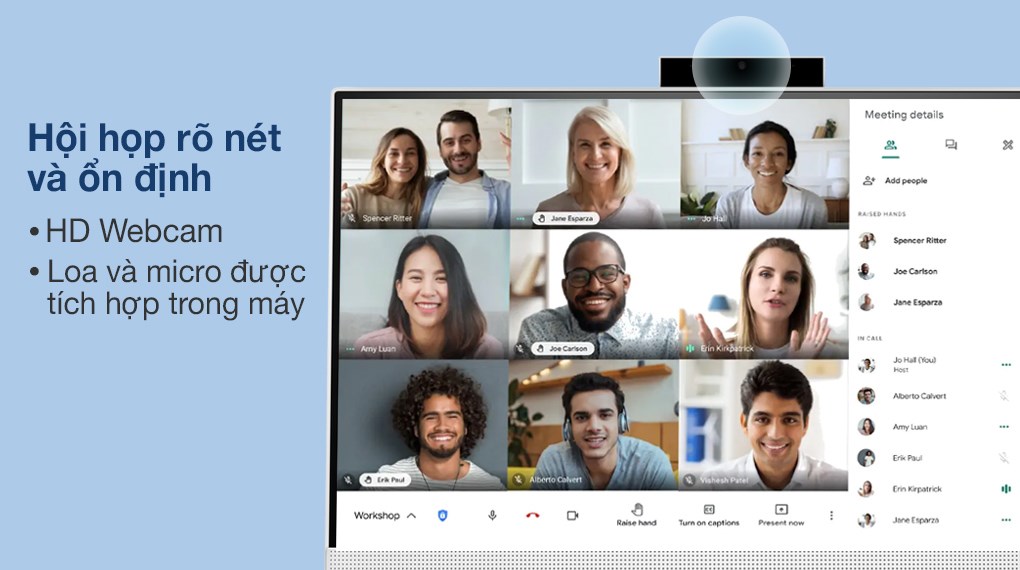 Hội họp rõ nét
và ổn định
• HD Webcam
• Loa và micro được
tích hợp trong máy
Spencer Ritter
Jane Esparza
Jo Hall
Amy Luan
Joe Carlson
Erin Kirkpatrick
Erik Paul
Alberto Calvert
Vishesh Patel
Workshop
Raise hand
Turn on captions
Present now
Meeting details
Add people
RAISED HANDS
Spencer Ritter
Joe Carlson
Jane Esparza
IN CALL
Jo Hall (You)
Host
Alberto Calvert
Amy Luan
Erik Paul
Erin Kirkpatrick
Jane Esparza